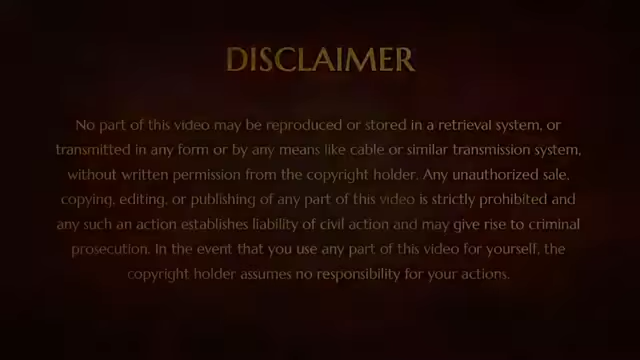 DISCLAIMER
No part of this video may be reproduced or stored in a retrieval system, or
transmitted in any form or by any means like cable or similar transmission system,
without written permission from the copyright holder. Any unauthorized sale,
copying, editing, or publishing of any part of this video is strictly prohibited and
any such an action establishes liability of civil action and may give rise to criminal
prosecution. In the event that you use any part of this video for yourself, the
copyright holder assumes no responsibility for your actions.